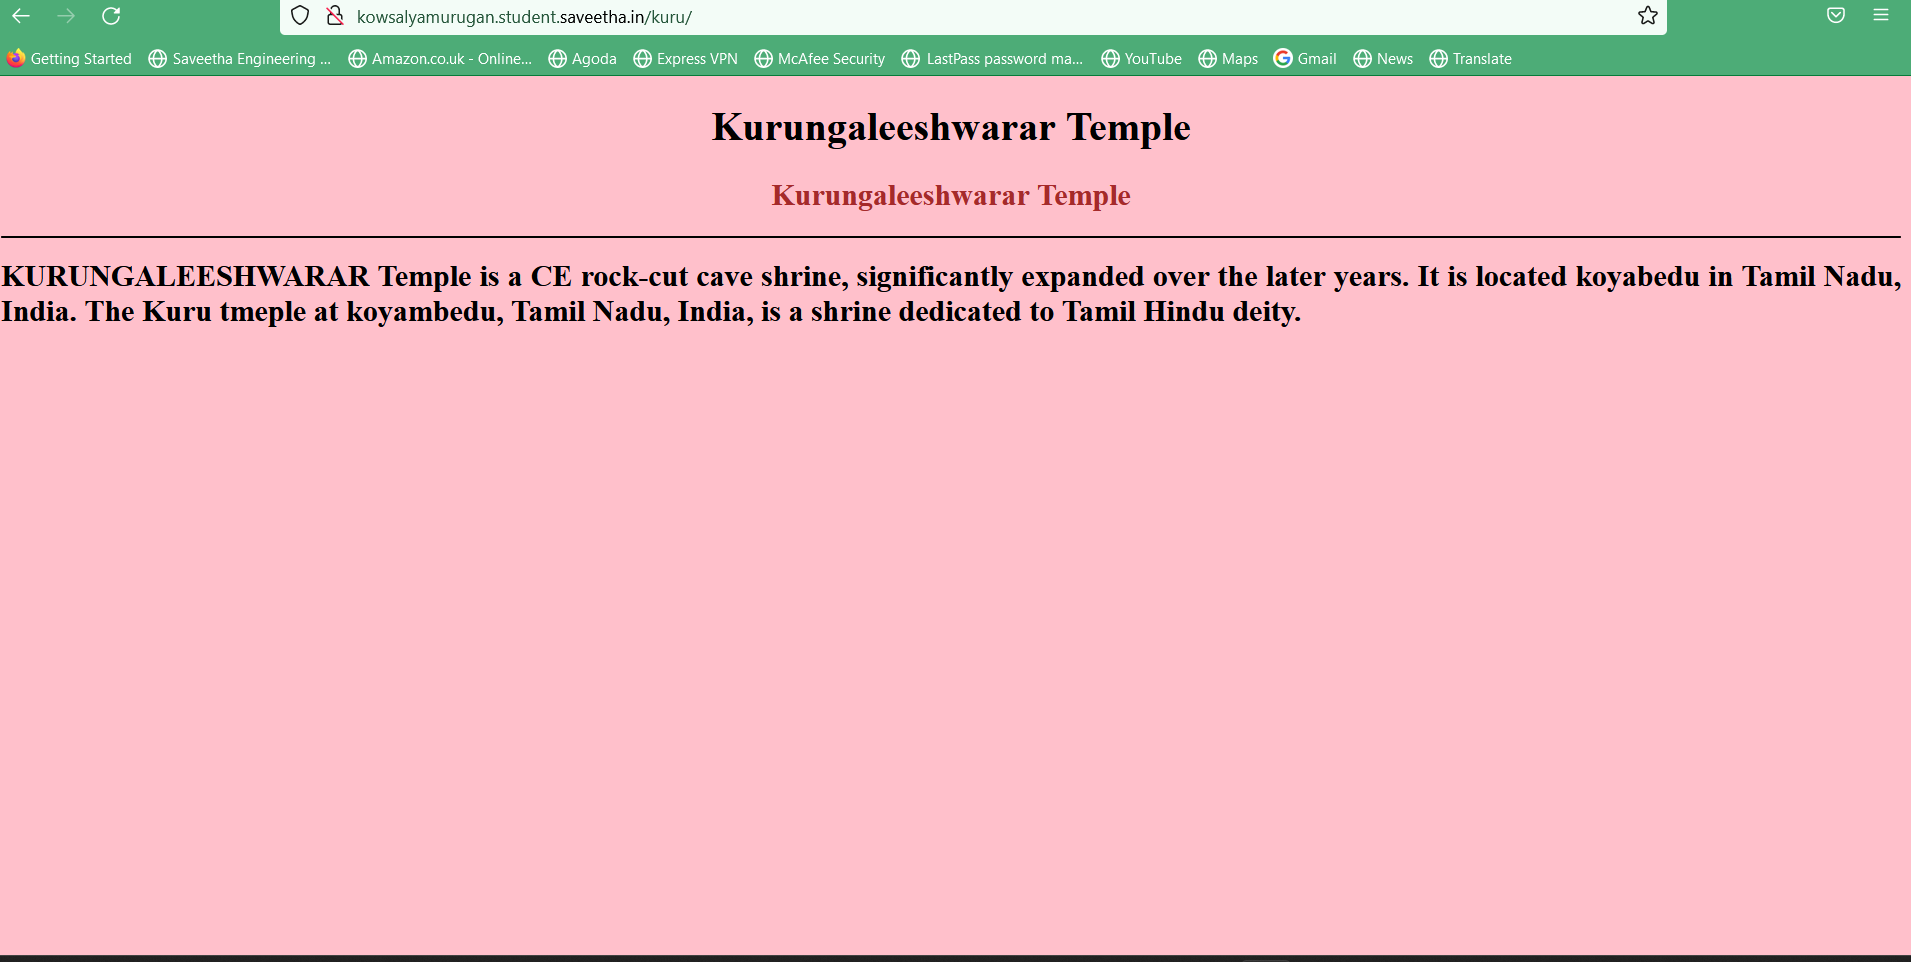 kowsalyamurugan.student.saveetha.in/kuru/
Getting Started Saveetha Engineering ... Amazon.co.uk - Online... Agoda Express VPN McAfee Security LastPass password ma... YouTube Maps Gmail News Translate
Kurungaleeshwarar Temple
Kurungaleeshwarar Temple
KURUNGALEESHWARAR Temple is a CE rock-cut cave shrine, significantly expanded over the later years. It is located koyabedu in Tamil Nadu,
India. The Kuru tmeple at koyambedu, Tamil Nadu, India, is a shrine dedicated to Tamil Hindu deity.